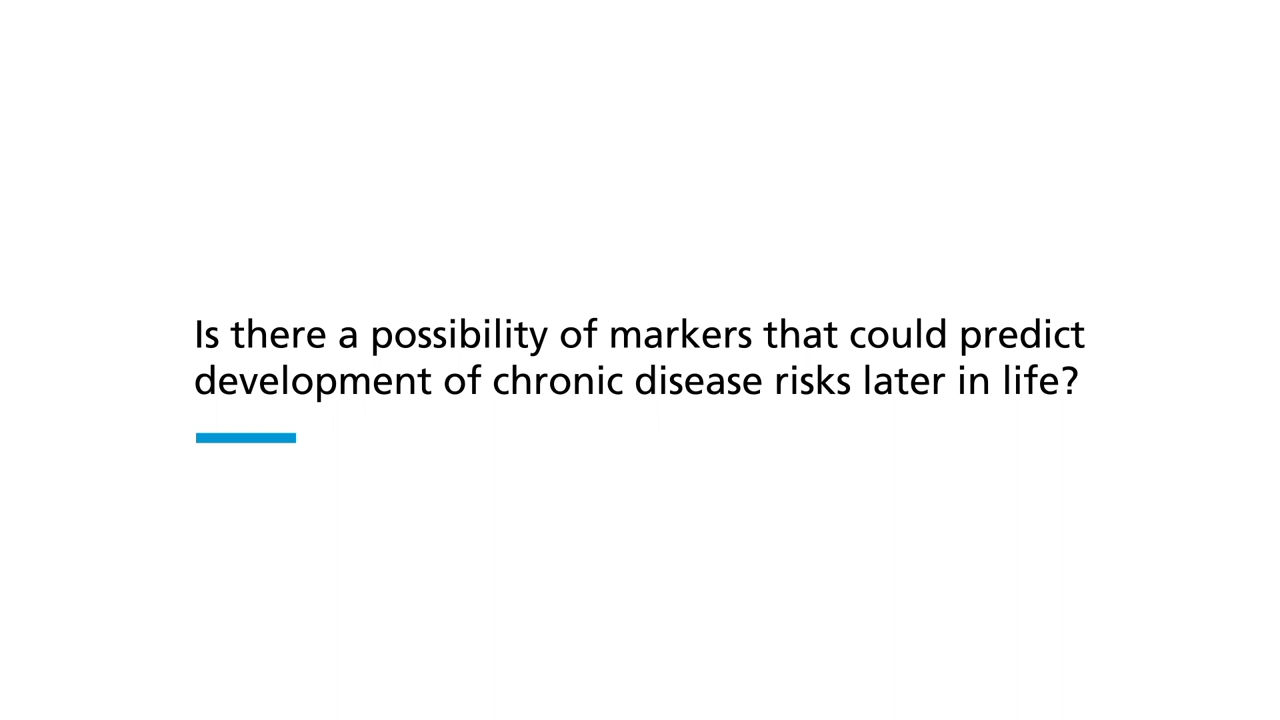 Is there a possibility of markers that could predict
development of chronic disease risks later in life?